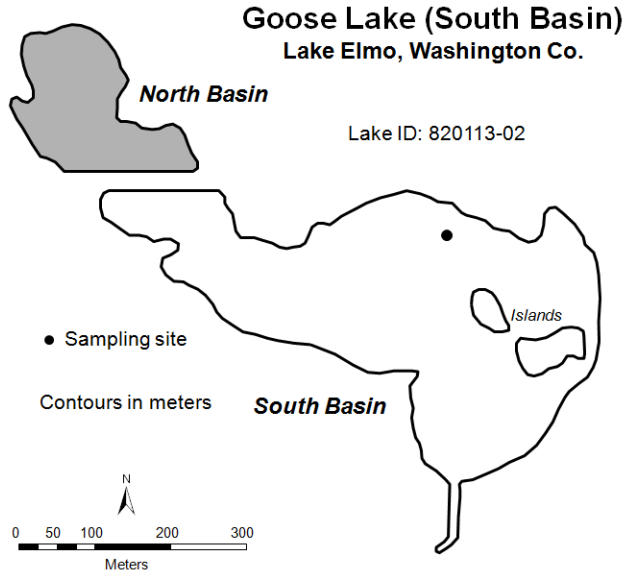 Goose Lake (South Basin)
Lake Elmo, Washington Co.
North Basin
Lake ID: 820113-02
Islands
Sampling site
Contours in meters
South Basin
N
0 50 100 200 300
Meters